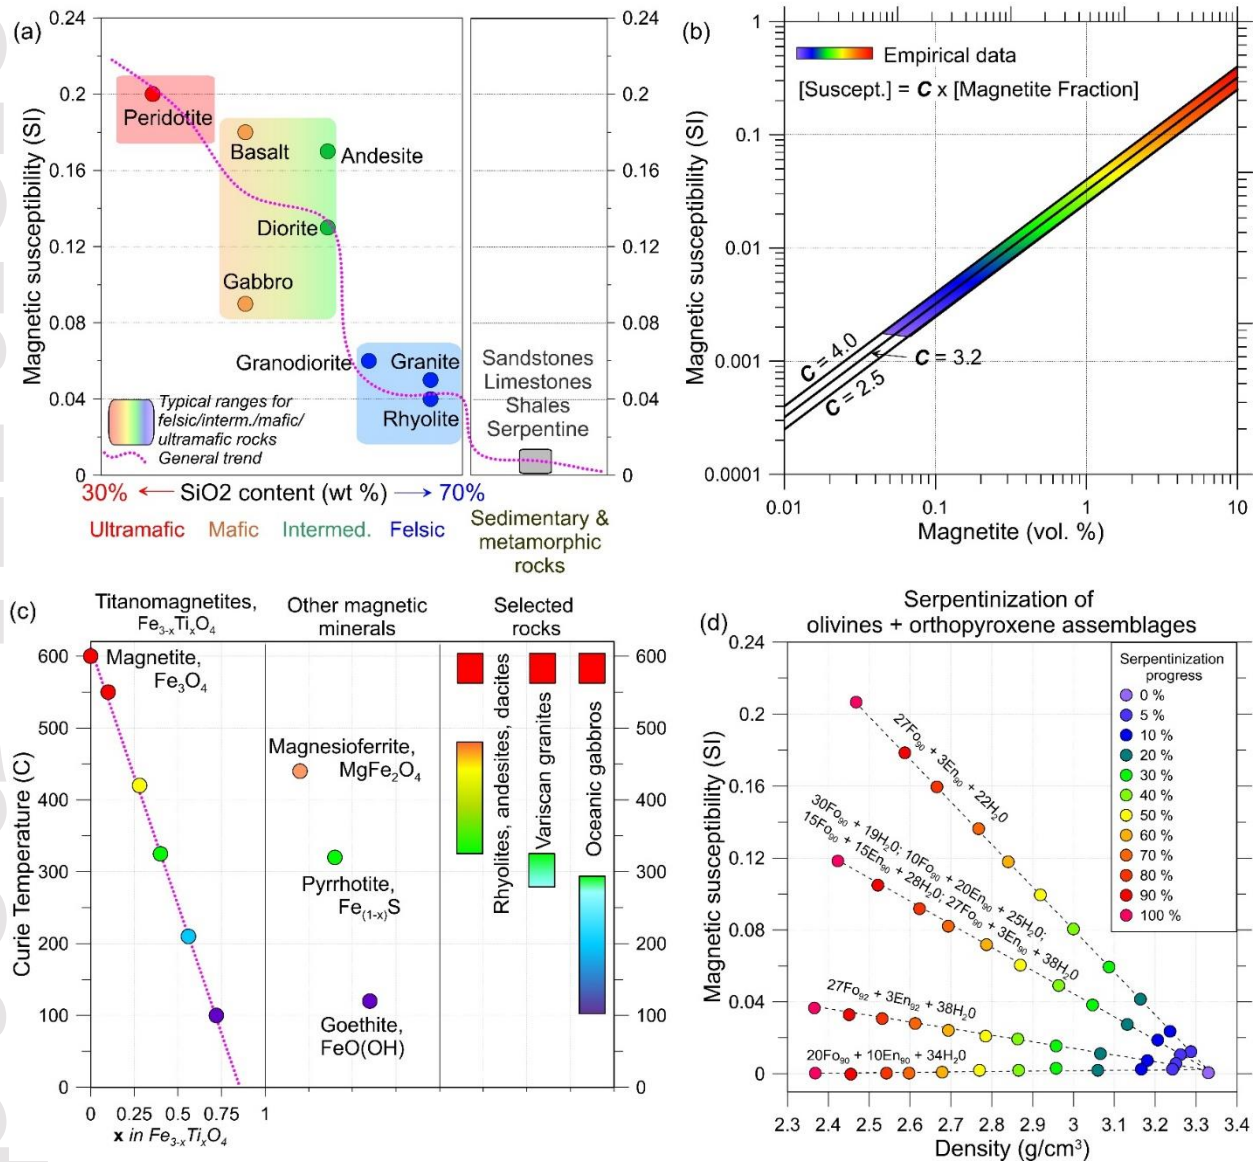 (a)
0.24
0.2
0.16
0.12
0.08
0.04
0
Magnetic susceptibility (SI)
Peridotite
Basalt
Andesite
Diorite
Gabbro
Granodiorite
Granite
Rhyolite
Typical ranges for
felsic/interm./mafic/
ultramafic rocks
General trend
Sandstones
Limestones
Shales
Serpentine
0.24
0.2
0.16
0.12
0.08
0.04
0
30% ← SiO2 content (wt %) → 70%
Ultramafic Mafic Intermed. Felsic
Sedimentary &
metamorphic
rocks
(b)
1
0.1
0.01
0.001
0.0001
Magnetic susceptibility (SI)
Empirical data
[Suscept.] = C x [Magnetite Fraction]
C = 4.0
C = 3.2
C = 2.5
0.01 0.1 1 10
Magnetite (vol. %)
(c)
Titanomagnetites,
Fe3-xTixO4
Other magnetic
minerals
Selected
rocks
600
500
400
300
200
100
0
Curie Temperature (C)
Magnetite,
Fe3O4
Magnesioferrite,
MgFe2O4
Pyrrhotite,
Fe(1-x)S
Goethite,
FeO(OH)
Rhyolites, andesites, dacites
Variscan granites
Oceanic gabbros
600
500
400
300
200
100
0
0 0.25 0.5 0.75 1
x in Fe3-xTixO4
(d)
Serpentinization of
olivines + orthopyroxene assemblages
0.24
0.2
0.16
0.12
0.08
0.04
0
Magnetic susceptibility (SI)
27Fo90 + 3En90 + 22H20
30Fo90 + 19H20; 10Fo90 + 20En90 + 25H20;
15Fo90 + 15En90 + 28H20; 27Fo90 + 3En90 + 38H20
27Fo92 + 3En92 + 38H20
20Fo90 + 10En90 + 34H20
Serpentinization
progress
0 %
5 %
10 %
20 %
30 %
40 %
50 %
60 %
70 %
80 %
90 %
100 %
2.3 2.4 2.5 2.6 2.7 2.8 2.9 3 3.1 3.2 3.3 3.4
Density (g/cm³)